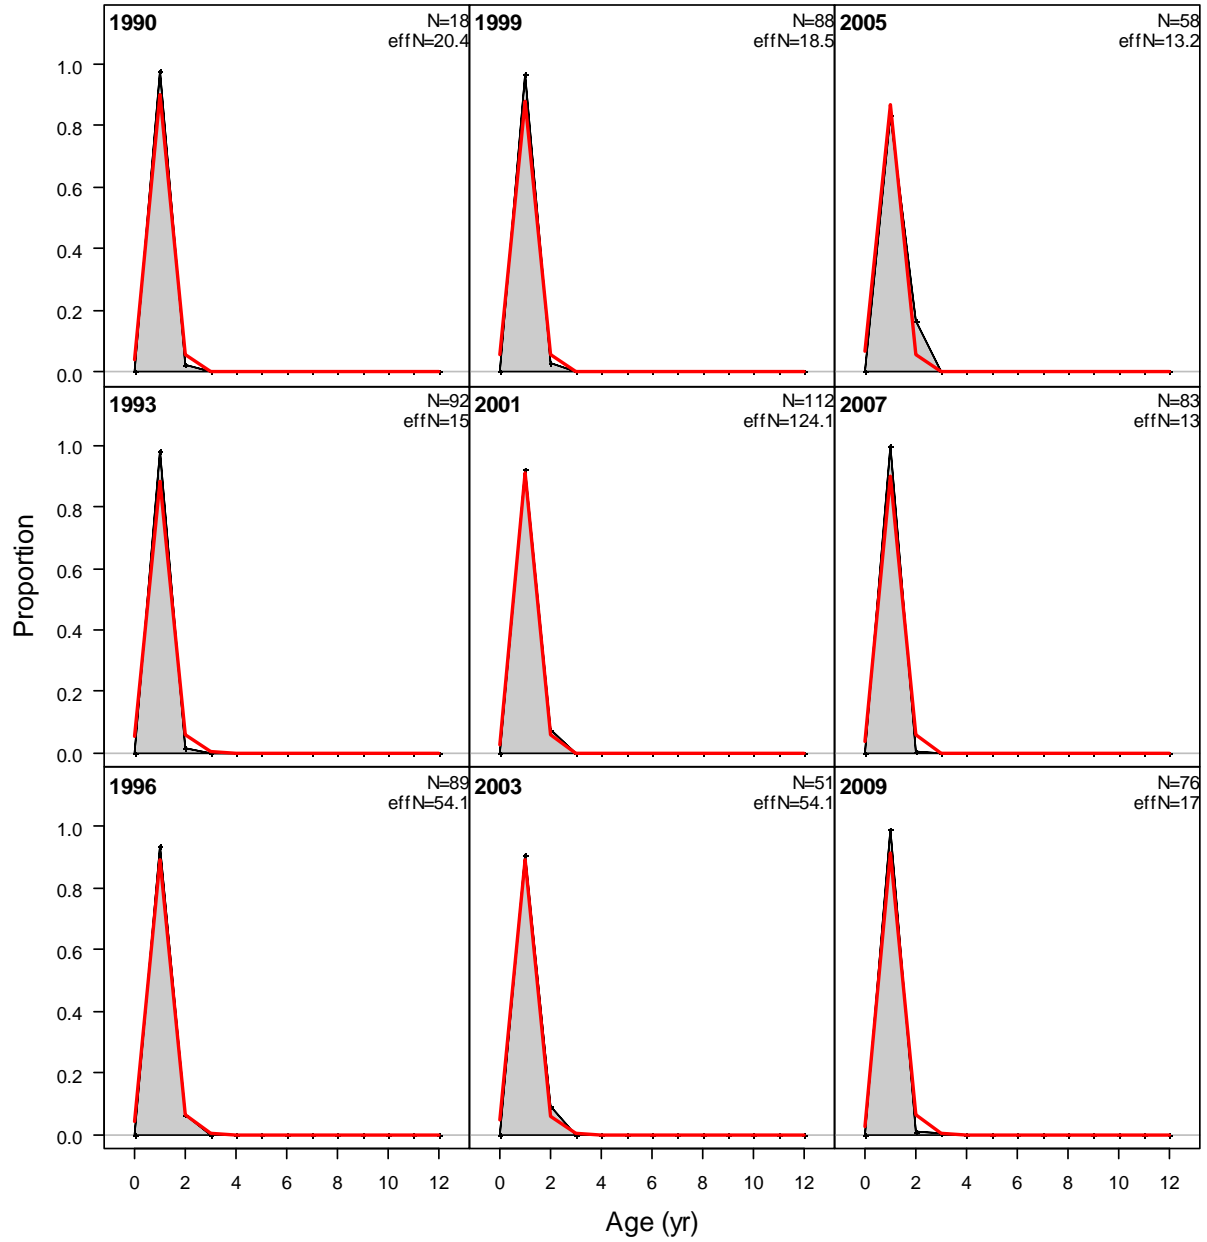 1990
N=18
effN=20.4
1999
N=88
effN=18.5
2005
N=58
effN=13.2
1.0
0.8
0.6
0.4
0.2
0.0
1993
N=92
effN=15
2001
N=112
effN=124.1
2007
N=83
effN=13
1.0
0.8
0.6
0.4
0.2
0.0
1996
N=89
effN=54.1
2003
N=51
effN=54.1
2009
N=76
effN=17
1.0
0.8
0.6
0.4
0.2
0.0
Proportion
0 2 4 6 8 10 12
0 2 4 6 8 10 12
0 2 4 6 8 10 12
Age (yr)